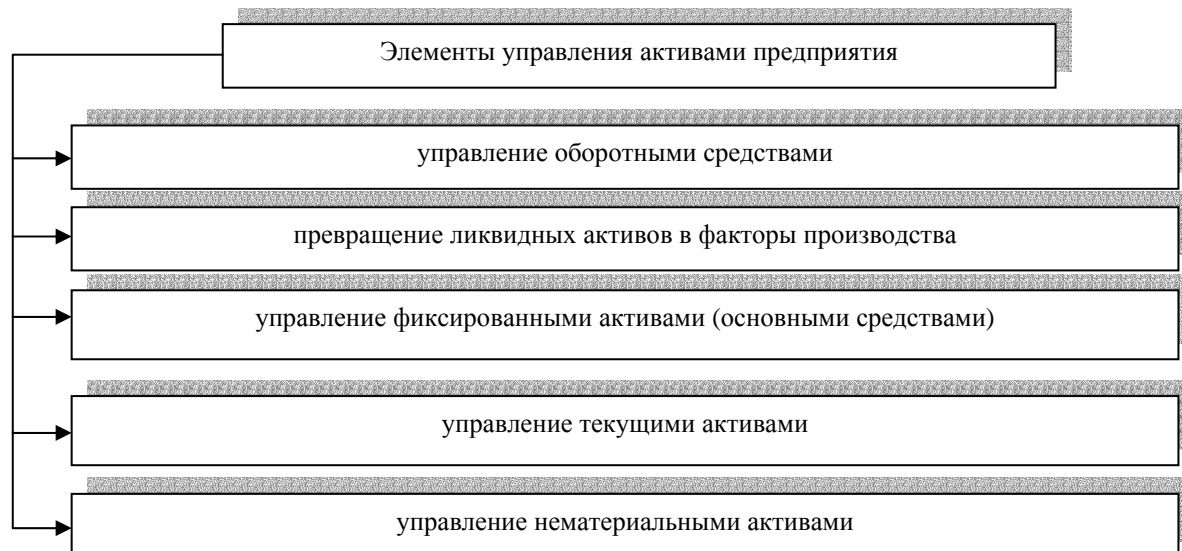 Элементы управления активами предприятия
управление оборотными средствами
превращение ликвидных активов в факторы производства
управление фиксированными активами (основными средствами)
управление текущими активами
управление нематериальными активами